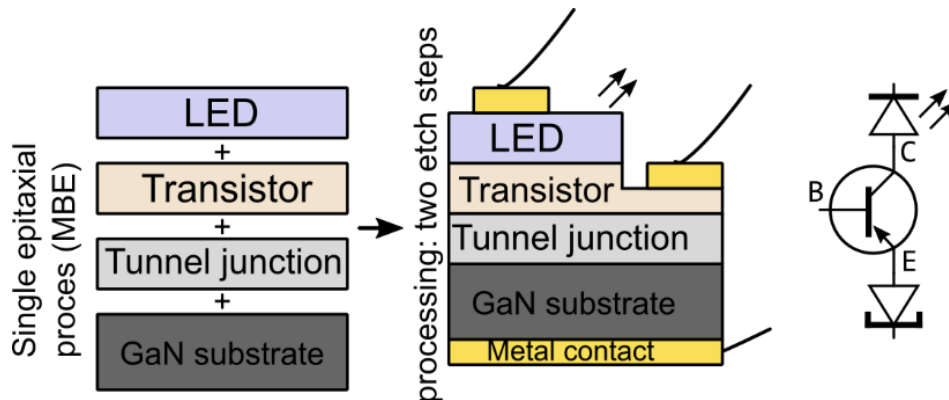 Single epitaxial
proces (MBE)
LED
+
Transistor
+
Tunnel junction
+
GaN substrate
processing: two etch steps
LED
Transistor
Tunnel junction
GaN substrate
Metal contact
C
B
E